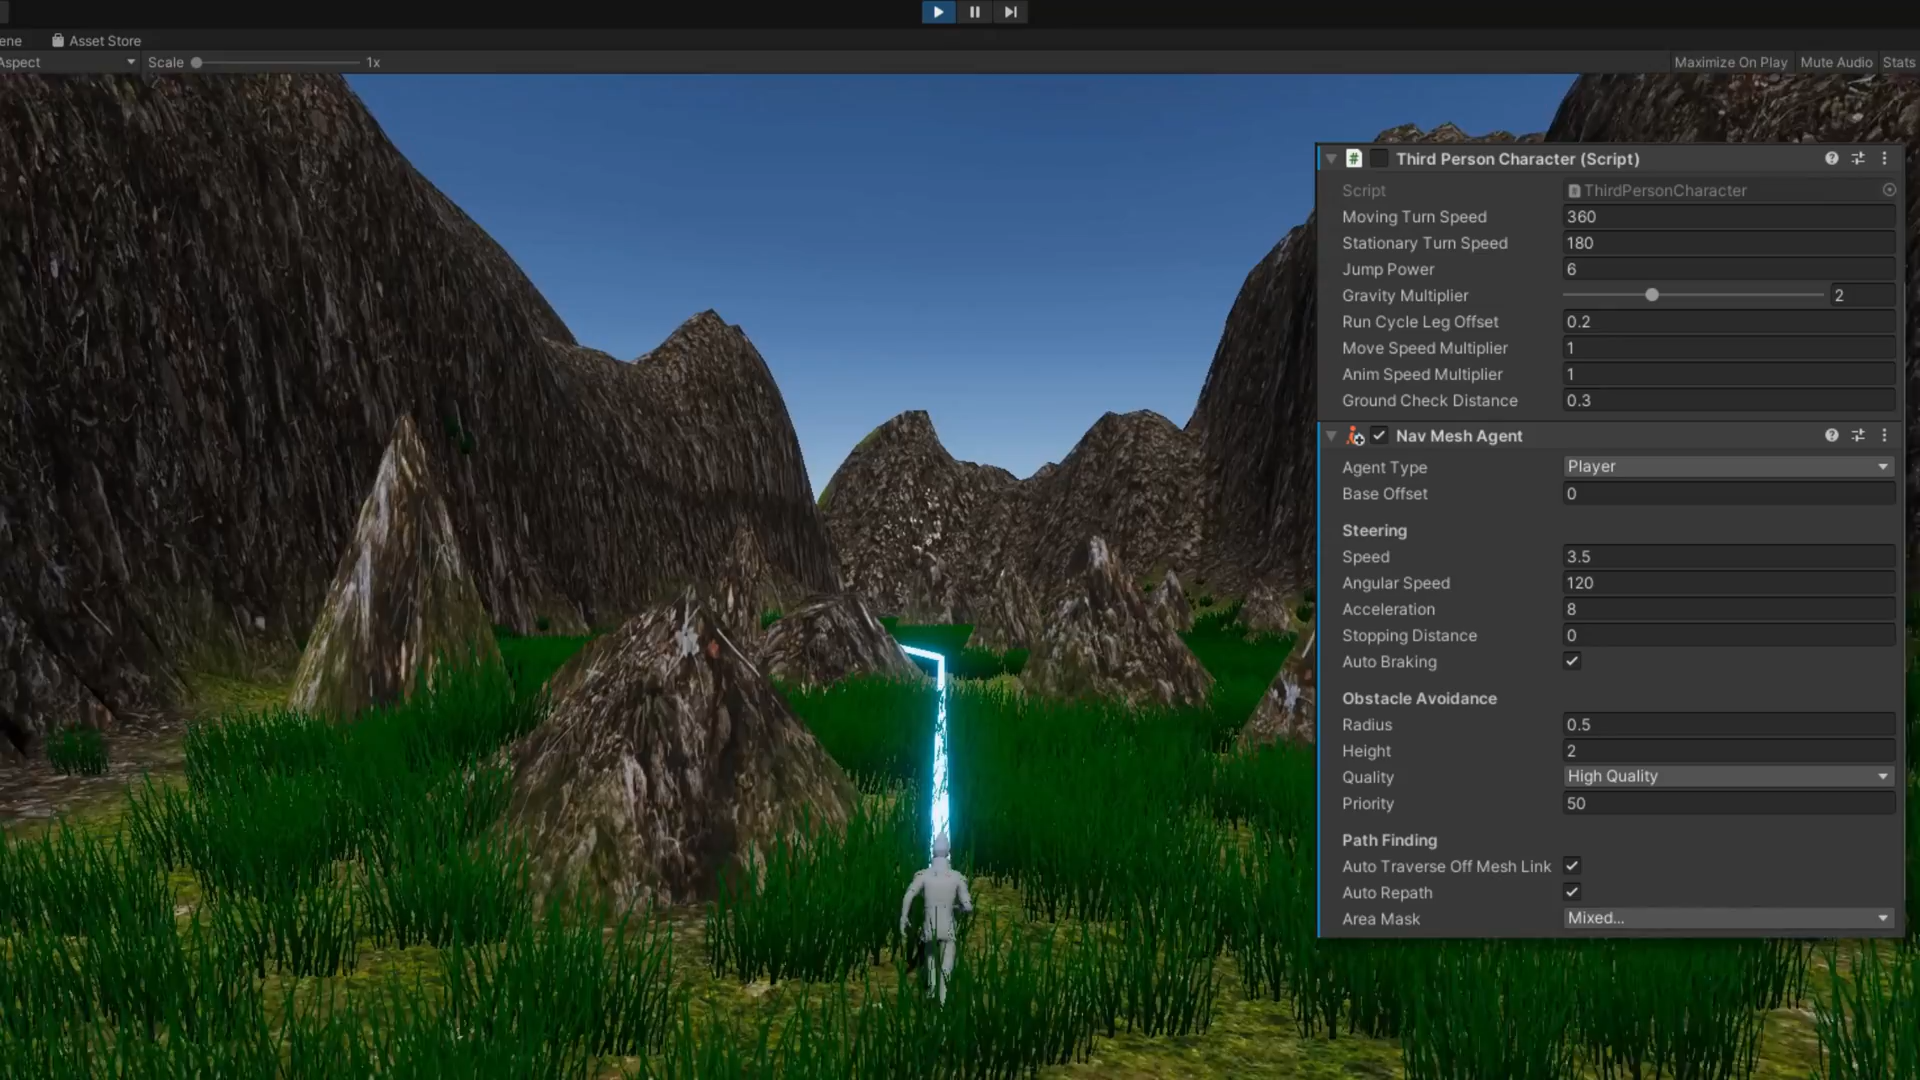 ene Asset Store
Aspect Scale 1x Maximize On Play Mute Audio Stats
# Third Person Character (Script)
Script ThirdPersonCharacter
Moving Turn Speed 360
Stationary Turn Speed 180
Jump Power 6
Gravity Multiplier 2
Run Cycle Leg Offset 0.2
Move Speed Multiplier 1
Anim Speed Multiplier 1
Ground Check Distance 0.3
Nav Mesh Agent
Agent Type Player
Base Offset 0
Steering
Speed 3.5
Angular Speed 120
Acceleration 8
Stopping Distance 0
Auto Braking
Obstacle Avoidance
Radius 0.5
Height 2
Quality High Quality
Priority 50
Path Finding
Auto Traverse Off Mesh Link
Auto Repath
Area Mask Mixed...